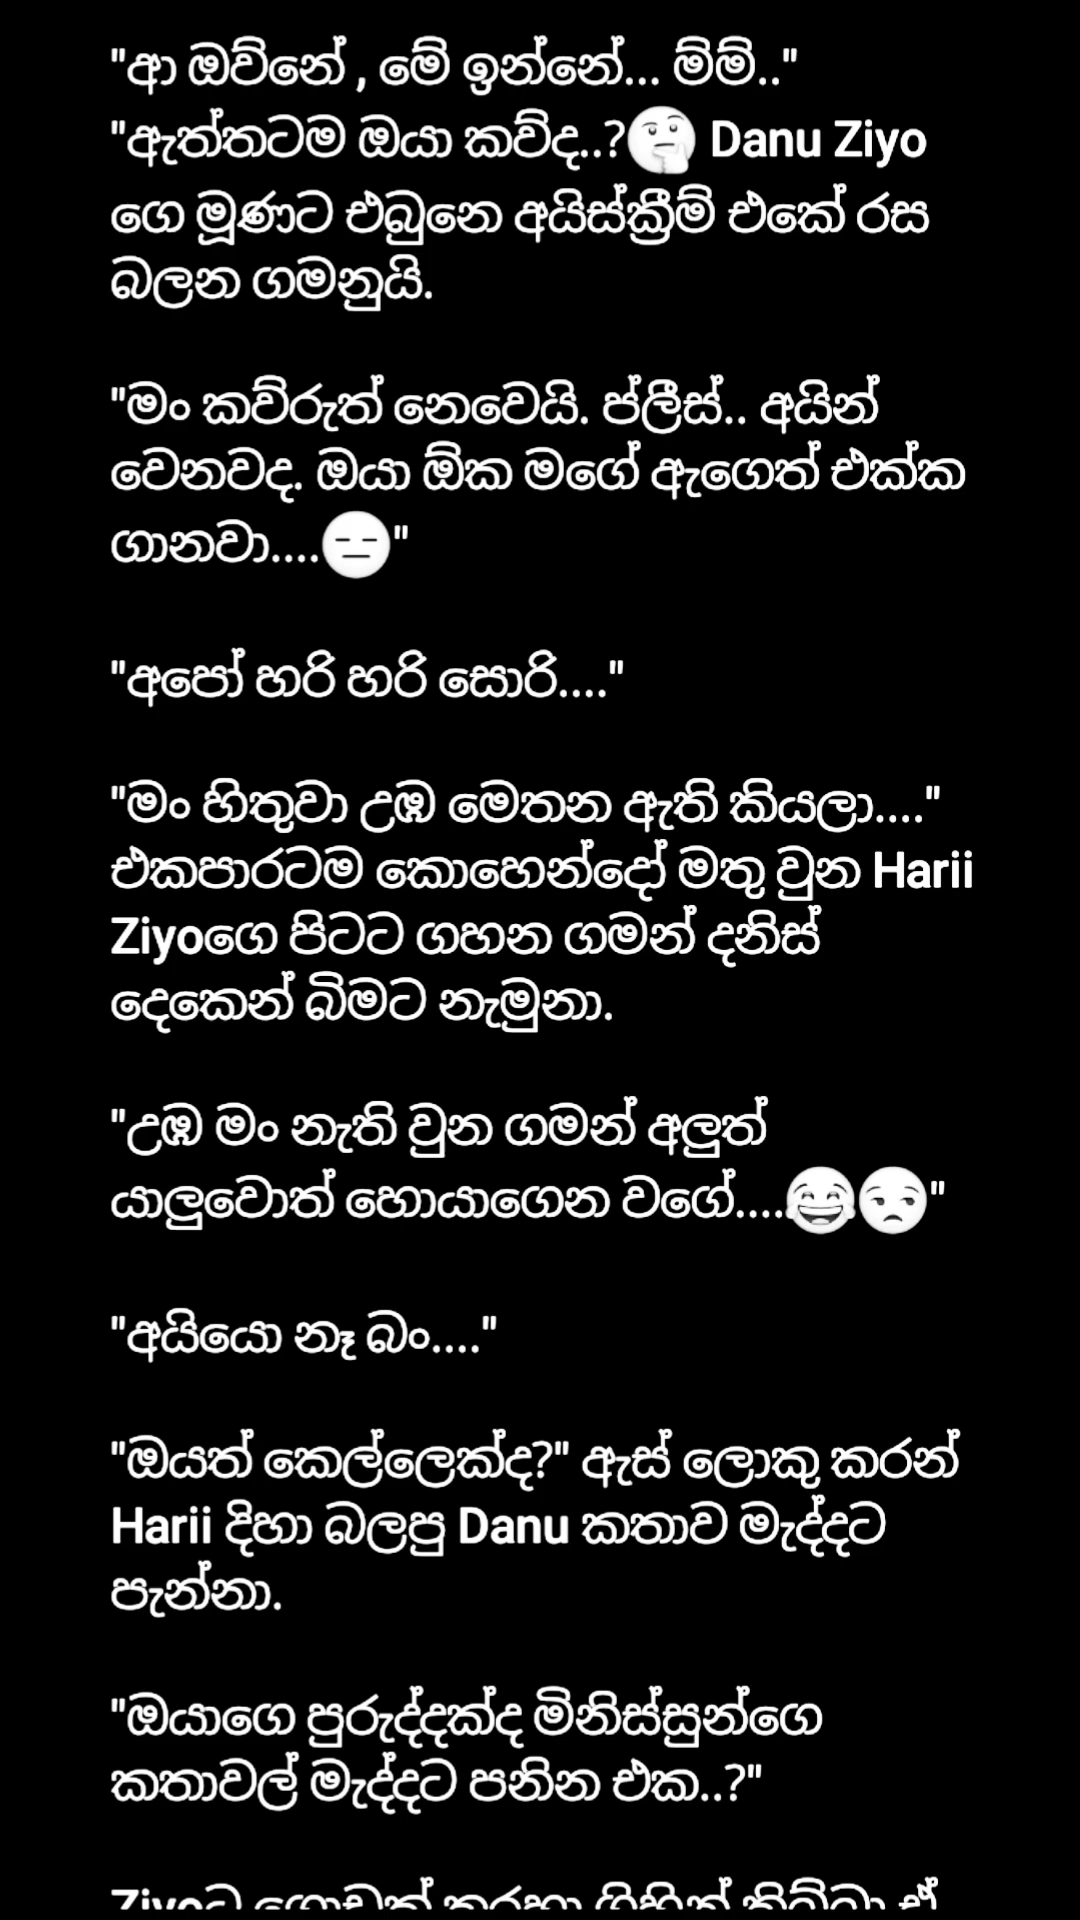 "ආ ඔව්නේ , මේ ඉන්නේ... ම්ම්.."
"ඇත්තටම ඔයා කව්ද..?🤔 Danu Ziyo
ගෙ මූණට එබුනෙ අයිස්ක්‍රීම් එකේ රස
බලන ගමනුයි.
"මං කව්රුත් නෙවෙයි. ප්ලීස්.. අයින්
වෙනවද. ඔයා ඕක මගේ ඇගෙත් එක්ක
ගානවා....😑"
"අපෝ හරි හරි සොරි...."
"මං හිතුවා උඹ මෙතන ඇති කියලා...."
එකපාරටම කොහෙන්දෝ මතු වුන Harii
Ziyoගෙ පිටට ගහන ගමන් දනිස්
දෙකෙන් බිමට නැමුනා.
"උඹ මං නැති වුන ගමන් අලුත්
යාලුවොත් හොයාගෙන වගේ....😂😒"
"අයියො නෑ බං...."
"ඔයත් කෙල්ලෙක්ද?" ඇස් ලොකු කරන්
Harii දිහා බලපු Danu කතාව මැද්දට
පැන්නා.
"ඔයාගෙ පුරුද්දක්ද මිනිස්සුන්ගෙ
කතාවල් මැද්දට පනින එක..?"